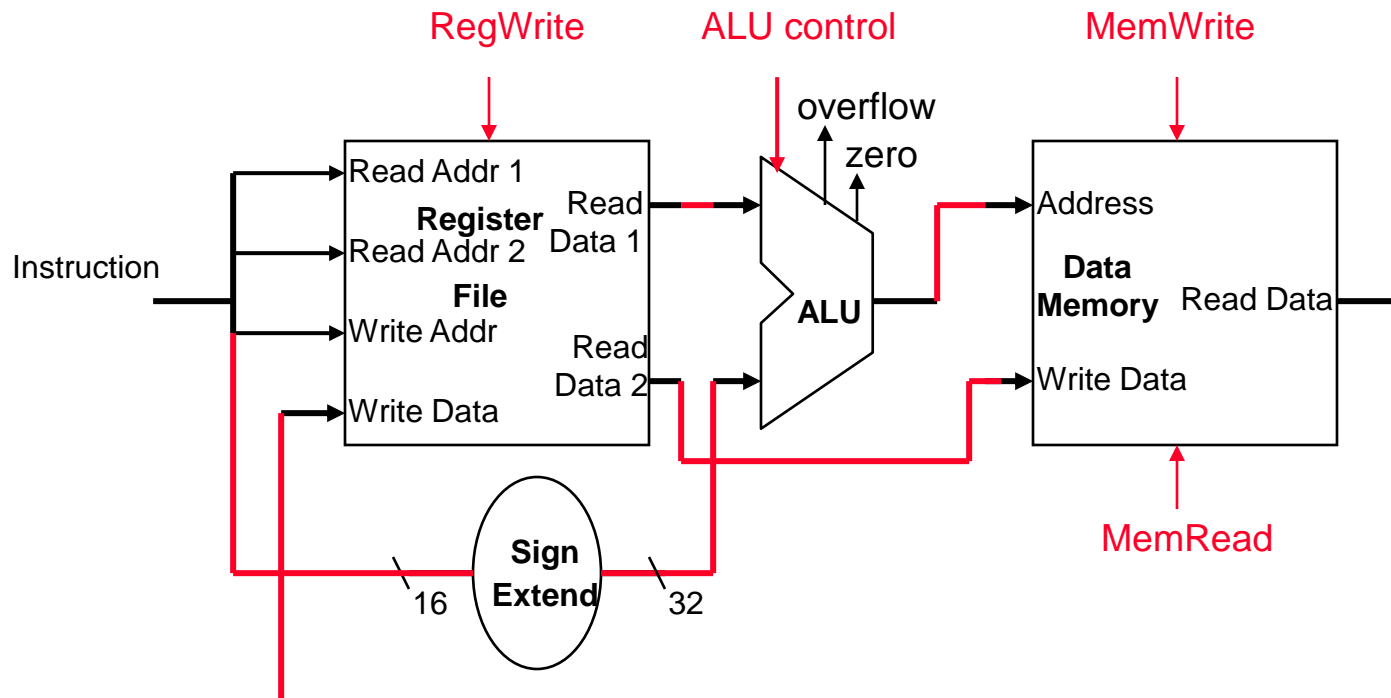 RegWrite
ALU control
MemWrite
overflow
zero
Read Addr 1
Register
Read Addr 2
File
Write Addr
Write Data
Read
Data 1
Read
Data 2
Instruction
ALU
Address
Data
Memory
Read Data
Write Data
Sign
Extend
16
32
MemRead